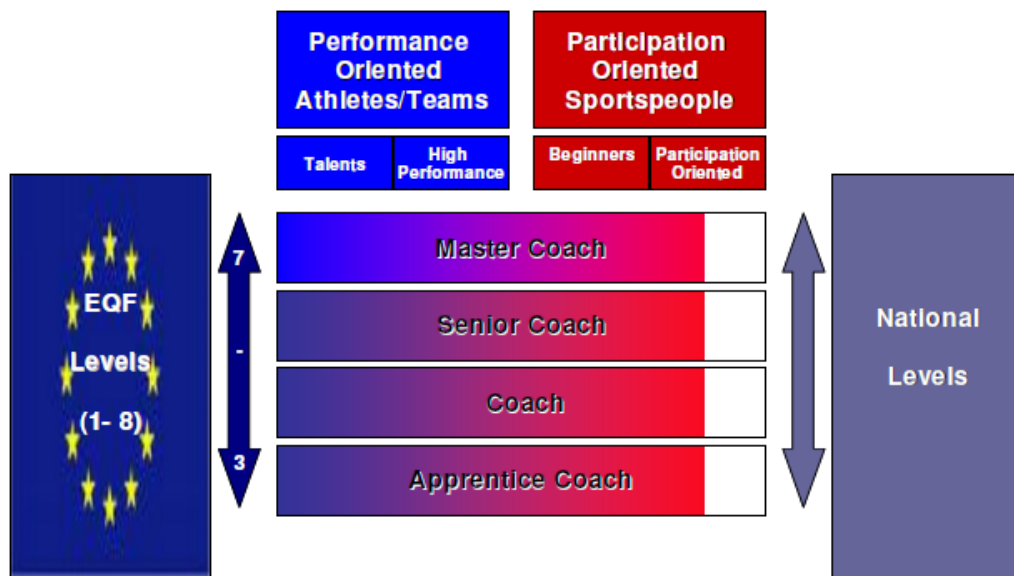 Performance
Oriented
Athletes/Teams
Participation
Oriented
Sportspeople
Talents
High
Performance
Beginners
Participation
Oriented
EQF
Levels
(1- 8)
7
-
3
Master Coach
Senior Coach
Coach
Apprentice Coach
National
Levels